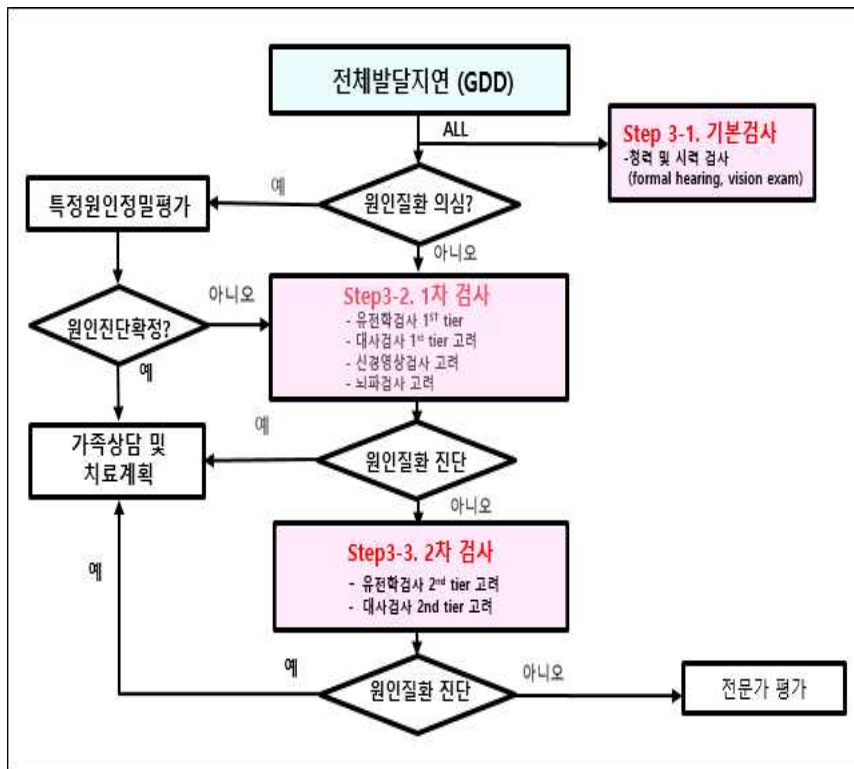 전체발달지연 (GDD)
ALL
Step 3-1. 기본검사
-청력 및 시력 검사
(formal hearing, vision exam)
예
원인질환 의심?
특정원인정밀평가
아니오
아니오
Step3-2. 1차 검사
- 유전학검사 1ST tier
- 대사검사 1st tier 고려
- 신경영상검사 고려
- 뇌파검사 고려
원인진단확정?
예
예
가족상담 및
치료계획
원인질환 진단
아니오
Step3-3. 2차 검사
- 유전학검사 2nd tier 고려
- 대사검사 2nd tier 고려
예
예
원인질환 진단
아니오
전문가 평가